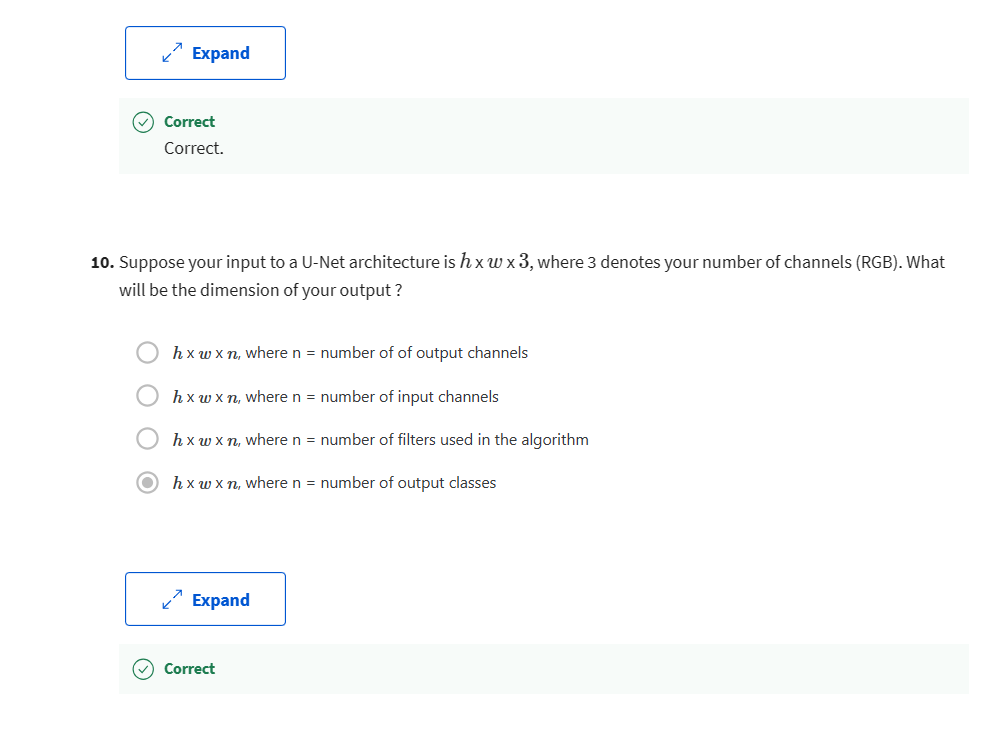 Expand
Correct
Correct.
10. Suppose your input to a U-Net architecture is h x w x 3, where 3 denotes your number of channels (RGB). What
will be the dimension of your output ?
h x w x n, where n = number of of output channels
h x w x n, where n = number of input channels
h x w x n, where n = number of filters used in the algorithm
h x w x n, where n = number of output classes
Expand
Correct